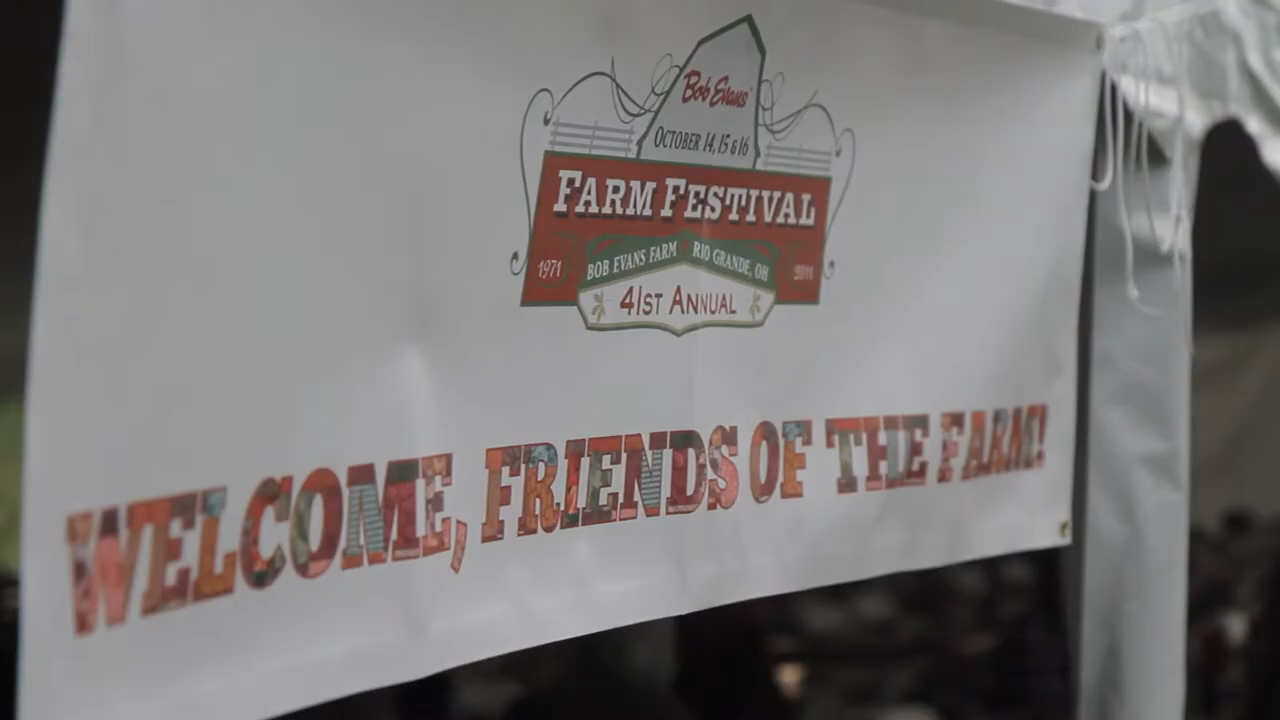 Bob Evans
OCTOBER 14, 15 & 16
FARM FESTIVAL
1971 BOB EVANS FARM RIO GRANDE, OH 2011
41ST ANNUAL
WELCOME, FRIENDS OF THE FARM!